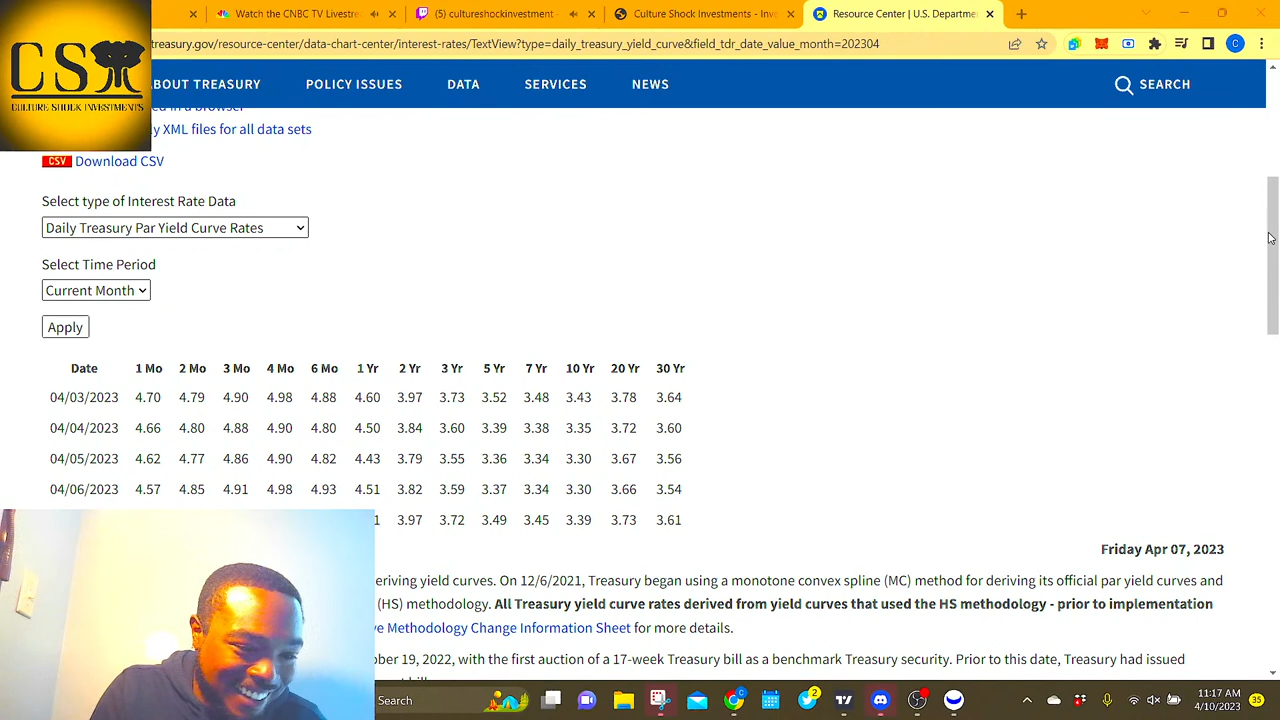 CS
CULTURE SHOCK INVESTMENTS
Watch the CNBC TV Livestre
(5) cultureshockinvestment -
Culture Shock Investments - Invo
Resource Center | U.S. Departme
treasury.gov/resource-center/data-chart-center/interest-rates/TextView?type=daily_treasury_yield_curve&field_tdr_date_value_month=202304
C
BOUT TREASURY POLICY ISSUES DATA SERVICES NEWS SEARCH
ed in a browser
y XML files for all data sets
CSV Download CSV
Select type of Interest Rate Data
Daily Treasury Par Yield Curve Rates
Select Time Period
Current Month
Apply
Date 1 Mo 2 Mo 3 Mo 4 Mo 6 Mo 1 Yr 2 Yr 3 Yr 5 Yr 7 Yr 10 Yr 20 Yr 30 Yr
04/03/2023 4.70 4.79 4.90 4.98 4.88 4.60 3.97 3.73 3.52 3.48 3.43 3.78 3.64
04/04/2023 4.66 4.80 4.88 4.90 4.80 4.50 3.84 3.60 3.39 3.38 3.35 3.72 3.60
04/05/2023 4.62 4.77 4.86 4.90 4.82 4.43 3.79 3.55 3.36 3.34 3.30 3.67 3.56
04/06/2023 4.57 4.85 4.91 4.98 4.93 4.51 3.82 3.59 3.37 3.34 3.30 3.66 3.54
1 3.97 3.72 3.49 3.45 3.39 3.73 3.61
Friday Apr 07, 2023
eriving yield curves. On 12/6/2021, Treasury began using a monotone convex spline (MC) method for deriving its official par yield curves and
(HS) methodology. All Treasury yield curve rates derived from yield curves that used the HS methodology - prior to implementation
ve Methodology Change Information Sheet for more details.
ober 19, 2022, with the first auction of a 17-week Treasury bill as a benchmark Treasury security. Prior to this date, Treasury had issued
Search
2
11:17 AM
4/10/2023
35